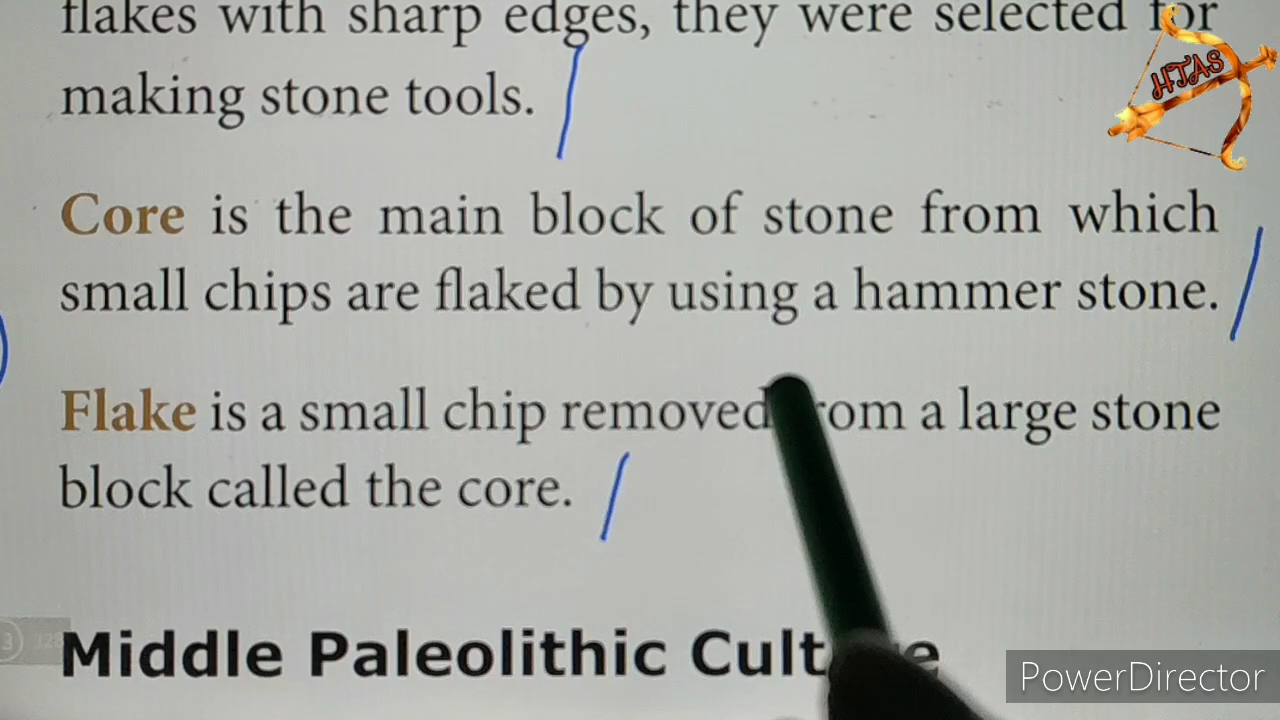 flakes with sharp edges, they were selected for
making stone tools.
HTAS
Core is the main block of stone from which
small chips are flaked by using a hammer stone.
Flake is a small chip removed from a large stone
block called the core.
Middle Paleolithic Culture
PowerDirector